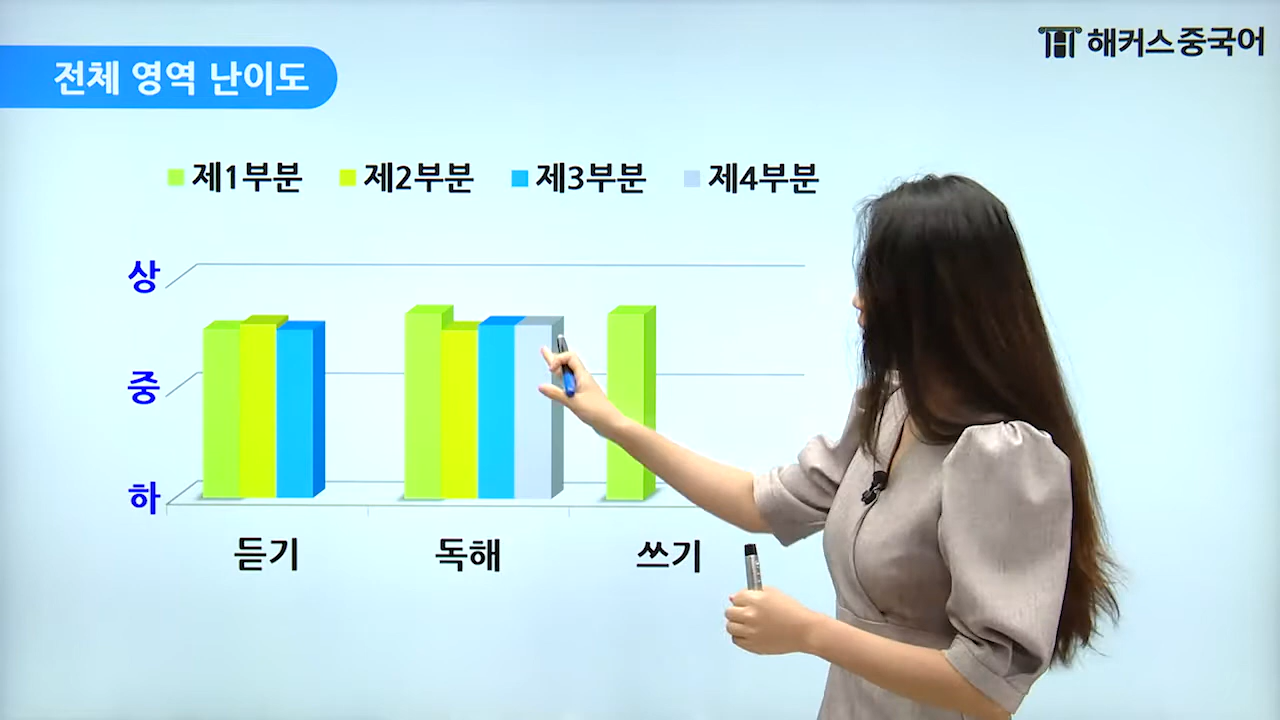 해커스중국어
전체 영역 난이도
제1부분 제2부분 제3부분 제4부분
상
중
하
듣기 독해 쓰기